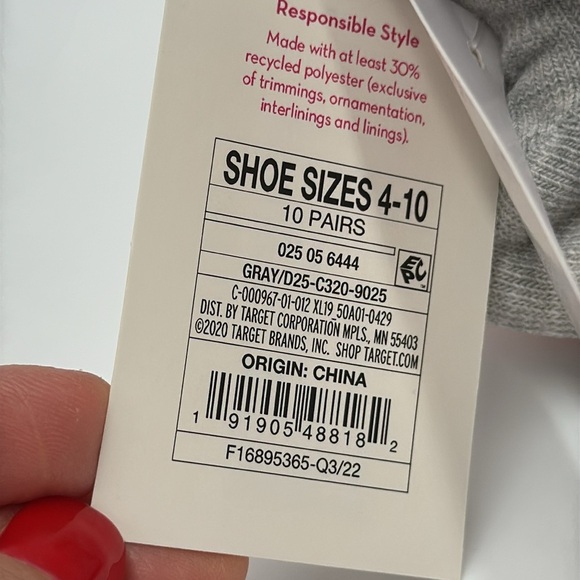 Responsible Style
Made with at least 30%
recycled polyester (exclusive
of trimmings, ornamentation,
interlinings and linings).
SHOE SIZES 4-10
10 PAIRS
025 05 6444
EPC™
GRAY/D25-C320-9025
C-000967-01-012 XL19_50A01-0429
DIST. BY TARGET CORPORATION MPLS., MN 55403
©2020 TARGET BRANDS, INC. SHOP TARGET.COM
ORIGIN: CHINA
1 91905 48818 2
F16895365-Q3/22